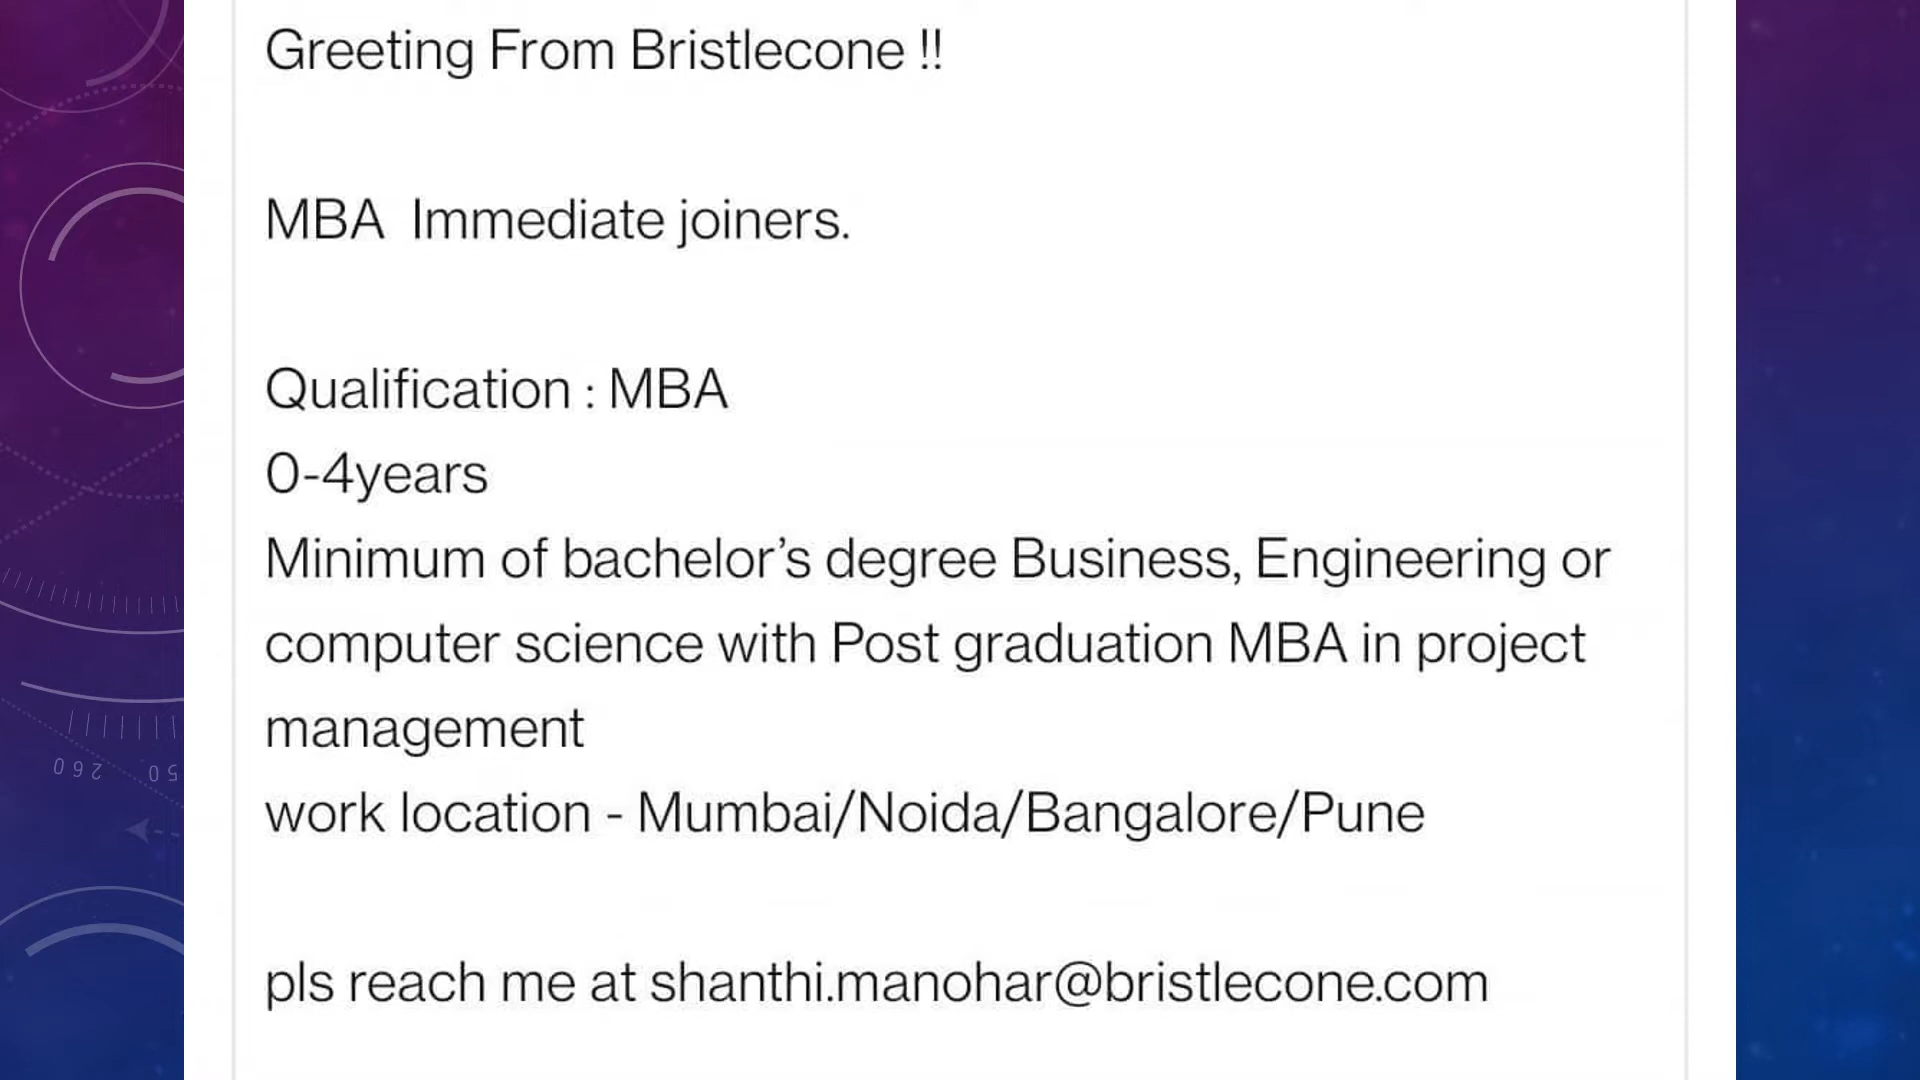 Greeting From Bristlecone !!
MBA  Immediate joiners.
Qualification : MBA
0-4years
Minimum of bachelor’s degree Business, Engineering or
computer science with Post graduation MBA in project
management
work location - Mumbai/Noida/Bangalore/Pune
pls reach me at shanthi.manohar@bristlecone.com
260
50